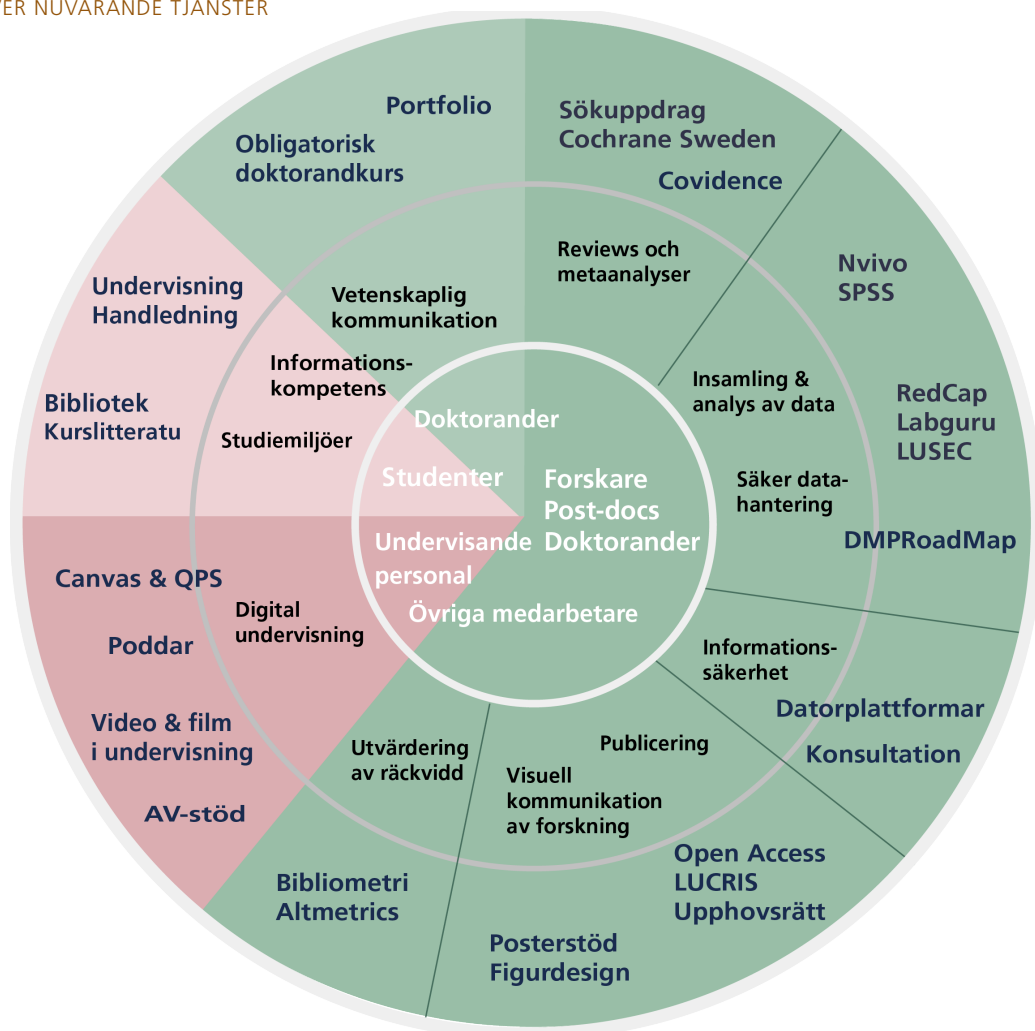 VER NUVARANDE TJÄNSTER
Portfolio
Obligatorisk
doktorandkurs
Sökuppdrag
Cochrane Sweden
Covidence
Reviews och
metaanalyser
Nvivo
SPSS
Undervisning
Handledning
Vetenskaplig
kommunikation
Informations-
kompetens
Insamling &
analys av data
Bibliotek
Kurslitteratu
Studiemiljöer
Doktorander
RedCap
Labguru
LUSEC
Studenter
Forskare
Post-docs
Doktorander
Säker data-
hantering
DMPRoadMap
Undervisande
personal
Övriga medarbetare
Canvas & QPS
Digital
undervisning
Poddar
Informations-
säkerhet
Datorplattformar
Konsultation
Video & film
i undervisning
AV-stöd
Utvärdering
av räckvidd
Publicering
Visuell
kommunikation
av forskning
Open Access
LUCRIS
Upphovsrätt
Bibliometri
Altmetrics
Posterstöd
Figurdesign